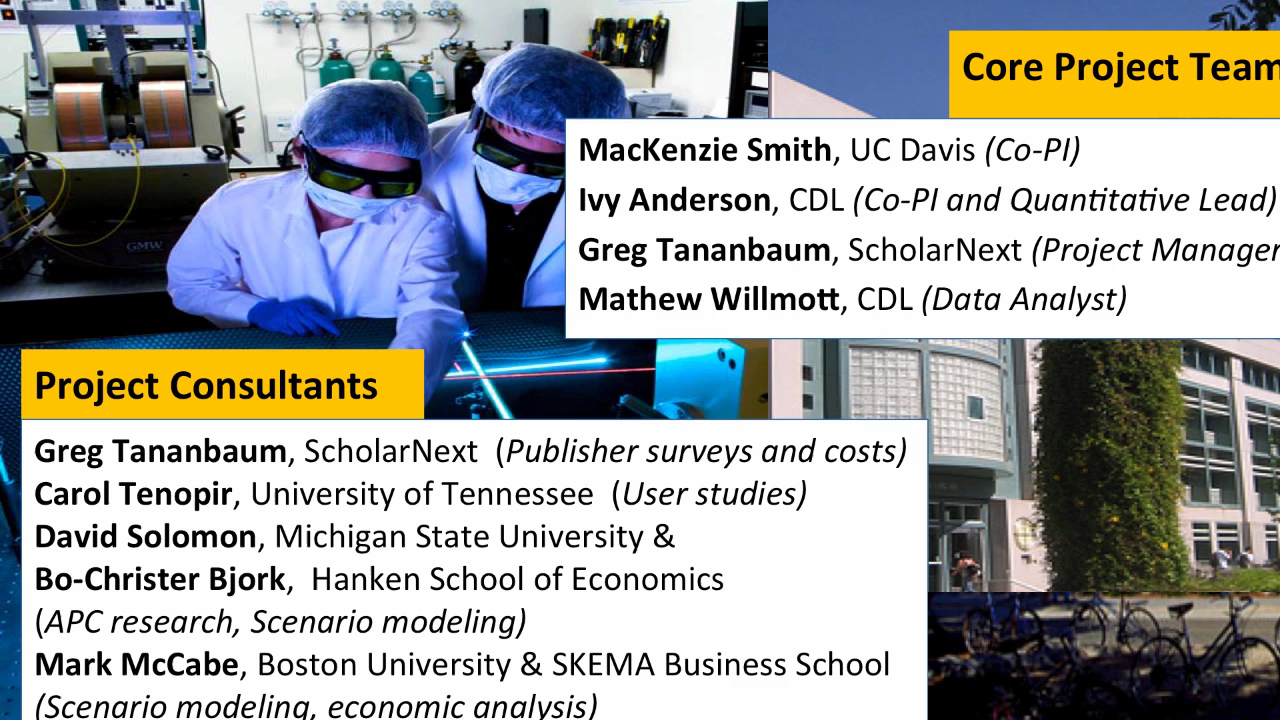 Core Project Team
MacKenzie Smith, UC Davis (Co-PI)
Ivy Anderson, CDL (Co-PI and Quantitative Lead)
Greg Tananbaum, ScholarNext (Project Manager
Mathew Willmott, CDL (Data Analyst)
GMW
Project Consultants
Greg Tananbaum, ScholarNext (Publisher surveys and costs)
Carol Tenopir, University of Tennessee (User studies)
David Solomon, Michigan State University &
Bo-Christer Bjork, Hanken School of Economics
(APC research, Scenario modeling)
Mark McCabe, Boston University & SKEMA Business School
(Scenario modeling, economic analysis)